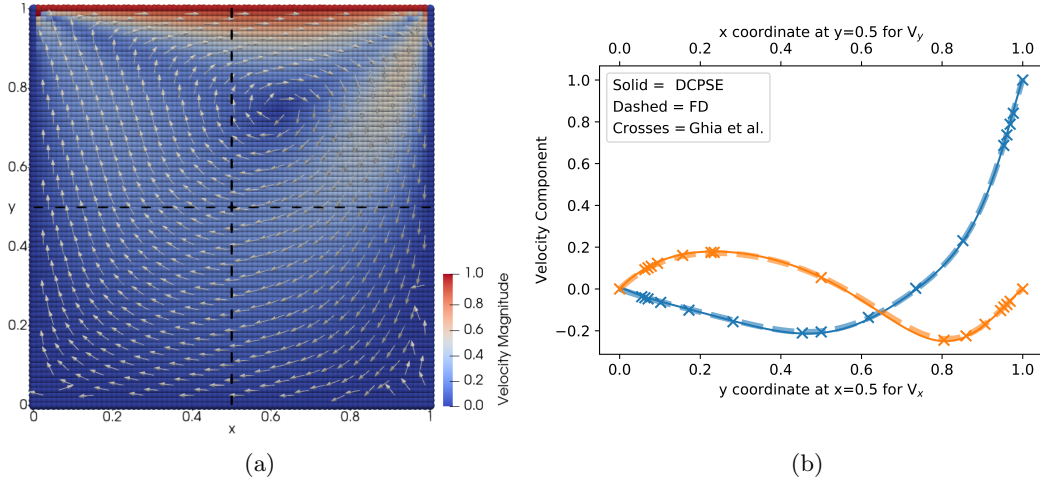 1
0.8
0.6
y
0.4
0.2
0
0
0.2
0.4
x
0.6
0.8
1
1.0
0.8
0.6
0.4
0.2
0.0
Velocity Magnitude
(a)
x coordinate at y=0.5 for V_y
0.0 0.2 0.4 0.6 0.8 1.0
Solid = DCPSE
Dashed = FD
Crosses = Ghia et al.
Velocity Component
1.0
0.8
0.6
0.4
0.2
0.0
−0.2
0.0 0.2 0.4 0.6 0.8 1.0
y coordinate at x=0.5 for V_x
(b)